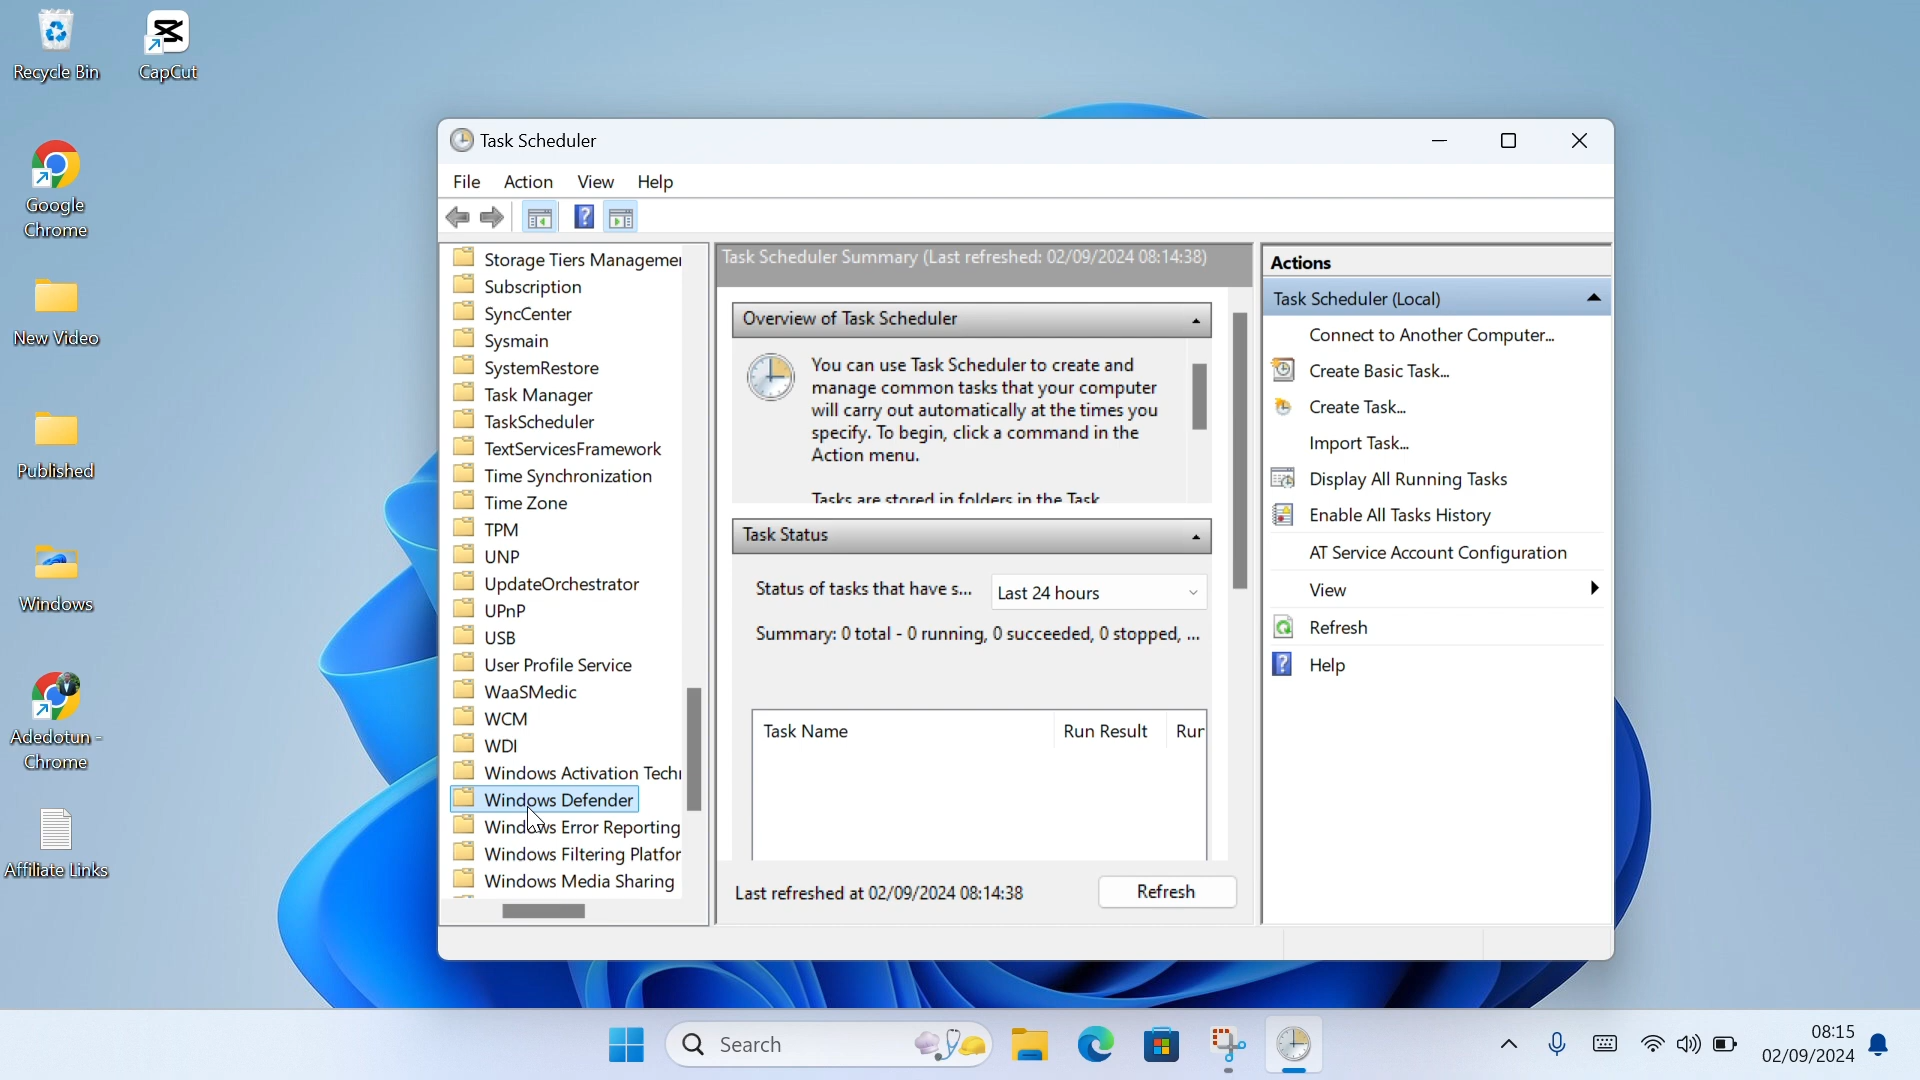 Recycle Bin
CapCut
Google
Chrome
New Video
Published
Windows
Adedotun -
Chrome
Affiliate Links
Task Scheduler
File Action View Help
Storage Tiers Managemer
Subscription
SyncCenter
Sysmain
SystemRestore
Task Manager
TaskScheduler
TextServicesFramework
Time Synchronization
Time Zone
TPM
UNP
UpdateOrchestrator
UPnP
USB
User Profile Service
WaaSMedic
WCM
WDI
Windows Activation Techn
Windows Defender
Windows Error Reporting
Windows Filtering Platfor
Windows Media Sharing
Task Scheduler Summary (Last refreshed: 02/09/2024 08:14:38)
Overview of Task Scheduler
You can use Task Scheduler to create and
manage common tasks that your computer
will carry out automatically at the times you
specify. To begin, click a command in the
Action menu.
Tasks are stored in folders in the Task
Task Status
Status of tasks that have s... Last 24 hours
Summary: 0 total - 0 running, 0 succeeded, 0 stopped, ...
Task Name Run Result Run
Last refreshed at 02/09/2024 08:14:38 Refresh
Actions
Task Scheduler (Local)
Connect to Another Computer...
Create Basic Task...
Create Task...
Import Task...
Display All Running Tasks
Enable All Tasks History
AT Service Account Configuration
View
Refresh
Help
Search
08:15
02/09/2024